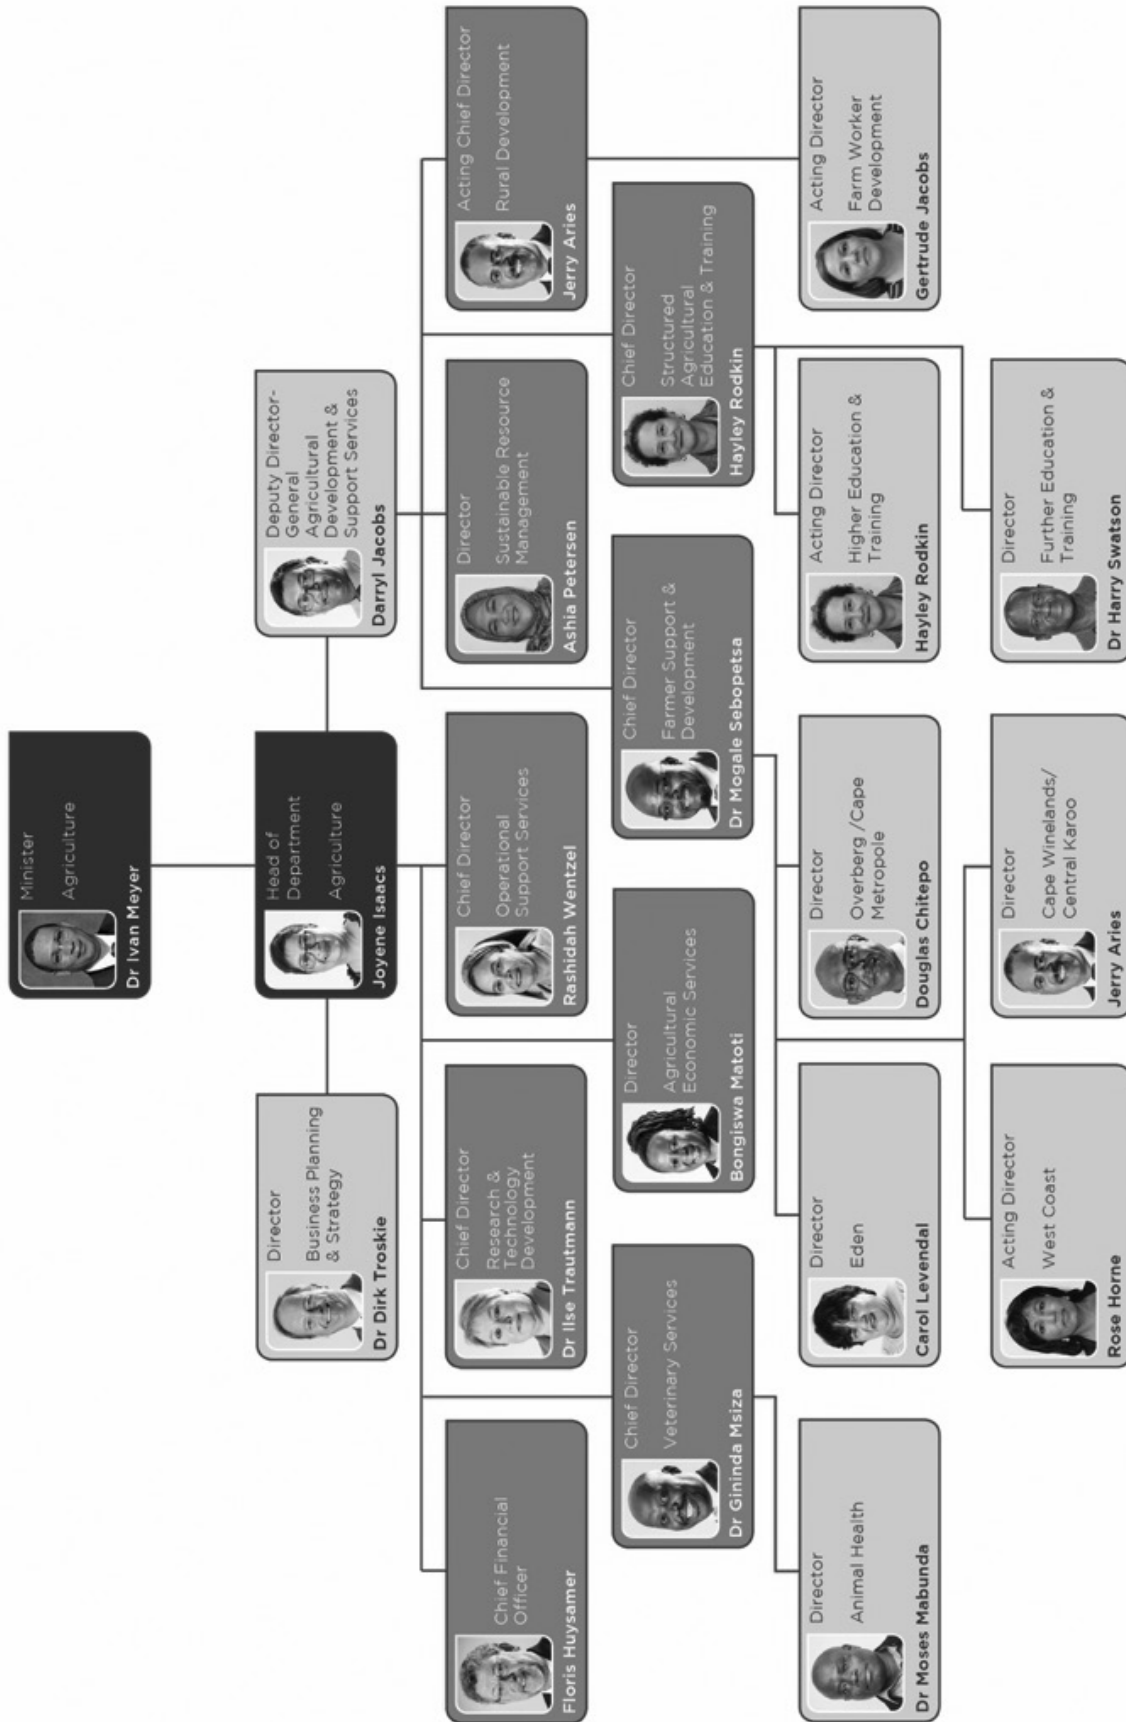 Minister
Agriculture
Dr Ivan Meyer
Director
Business Planning
& Strategy
Dr Dirk Troskie
Head of
Department
Agriculture
Joyene Isaacs
Deputy Director-
General
Agricultural
Development &
Support Services
Darryl Jacobs
Chief Financial
Officer
Floris Huysamer
Chief Director
Research &
Technology
Development
Dr Ilse Trautmann
Chief Director
Operational
Support Services
Rashidah Wentzel
Director
Sustainable Resource
Management
Ashia Petersen
Acting Chief Director
Rural Development
Jerry Aries
Chief Director
Veterinary Services
Dr Gininda Msiza
Director
Agricultural
Economic Services
Bongiswa Matoti
Chief Director
Farmer Support &
Development
Dr Mogale Sebopetsa
Chief Director
Structured
Agricultural
Education & Training
Hayley Rodkin
Director
Animal Health
Dr Moses Mabunda
Director
Eden
Carol Levendal
Director
Overberg /Cape
Metropole
Douglas Chitepo
Acting Director
Higher Education &
Training
Hayley Rodkin
Acting Director
Farm Worker
Development
Gertrude Jacobs
Acting Director
West Coast
Rose Horne
Director
Cape Winelands/
Central Karoo
Jerry Aries
Director
Further Education &
Training
Dr Harry Swatson